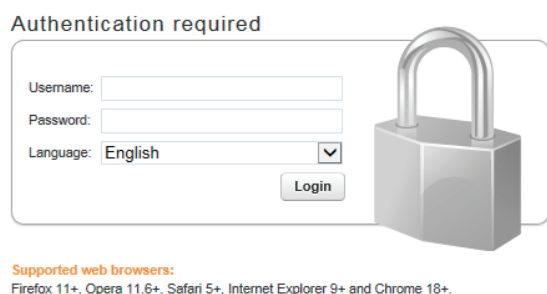 Authentication required
Username:
Password:
Language: English
Login
Supported web browsers:
Firefox 11+, Opera 11.6+, Safari 5+, Internet Explorer 9+ and Chrome 18+.